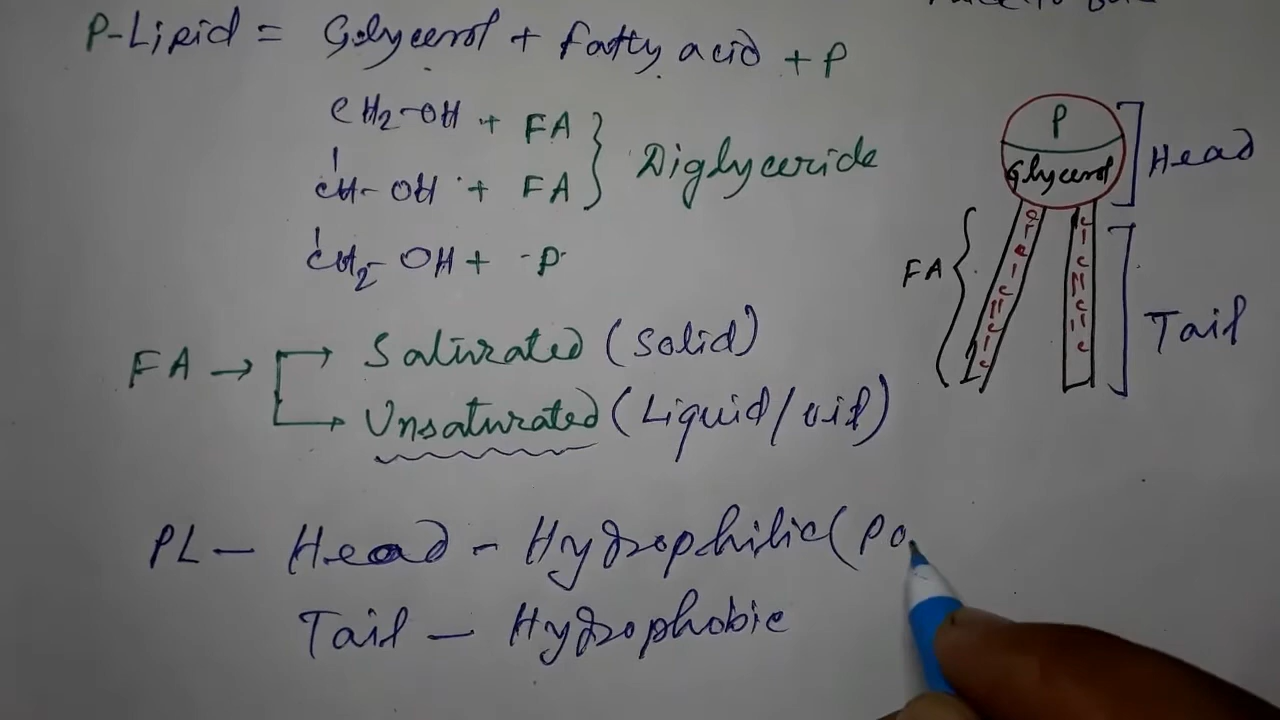 P-Lipid = Glycerol + fatty acid + P
CH2-OH + FA
CH-OH + FA
Diglyceride
CH2-OH + -P-
FA → Saturated (Solid)
Unsaturated (Liquid/oil)
PL - Head - Hydrophilic (Po
Tail - Hydrophobic
P
Glycerol
Head
FA
Tail